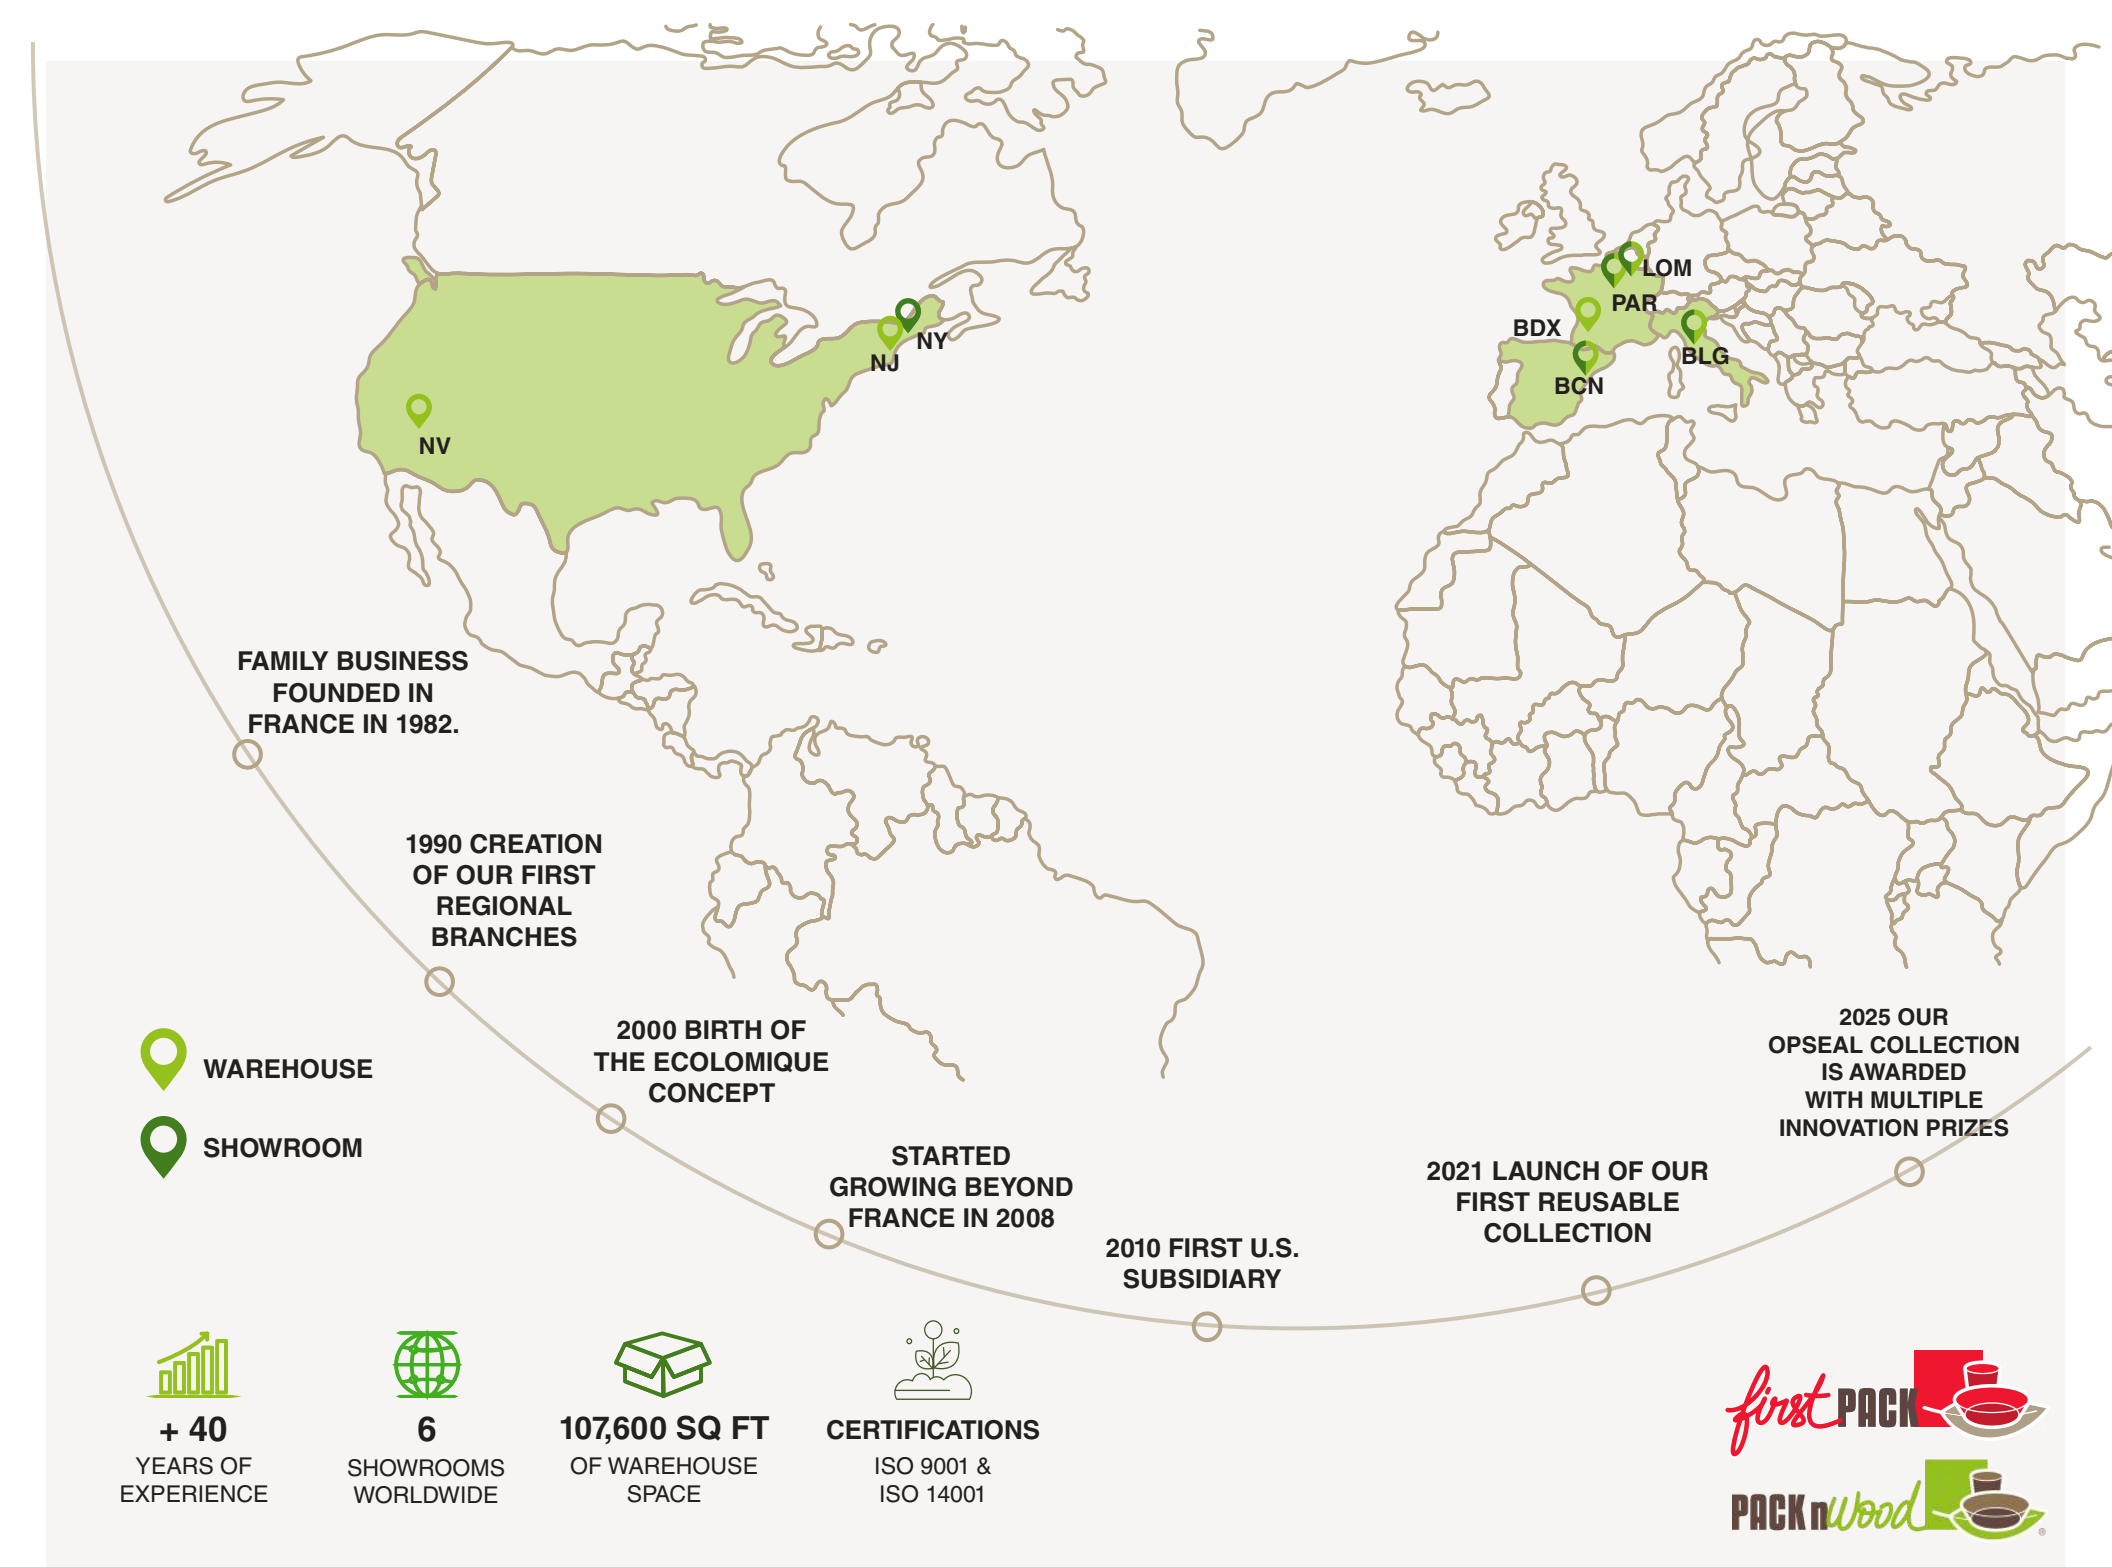 LOM
PAR
BDX
BLG
BCN
NY
NJ
NV
FAMILY BUSINESS
FOUNDED IN
FRANCE IN 1982.
1990 CREATION
OF OUR FIRST
REGIONAL
BRANCHES
2000 BIRTH OF
THE ECOLOMIQUE
CONCEPT
STARTED
GROWING BEYOND
FRANCE IN 2008
2010 FIRST U.S.
SUBSIDIARY
2021 LAUNCH OF OUR
FIRST REUSABLE
COLLECTION
2025 OUR
OPSEAL COLLECTION
IS AWARDED
WITH MULTIPLE
INNOVATION PRIZES
WAREHOUSE
SHOWROOM
+ 40
YEARS OF
EXPERIENCE
6
SHOWROOMS
WORLDWIDE
107,600 SQ FT
OF WAREHOUSE
SPACE
CERTIFICATIONS
ISO 9001 &
ISO 14001
first PACK
PACK n Wood ®